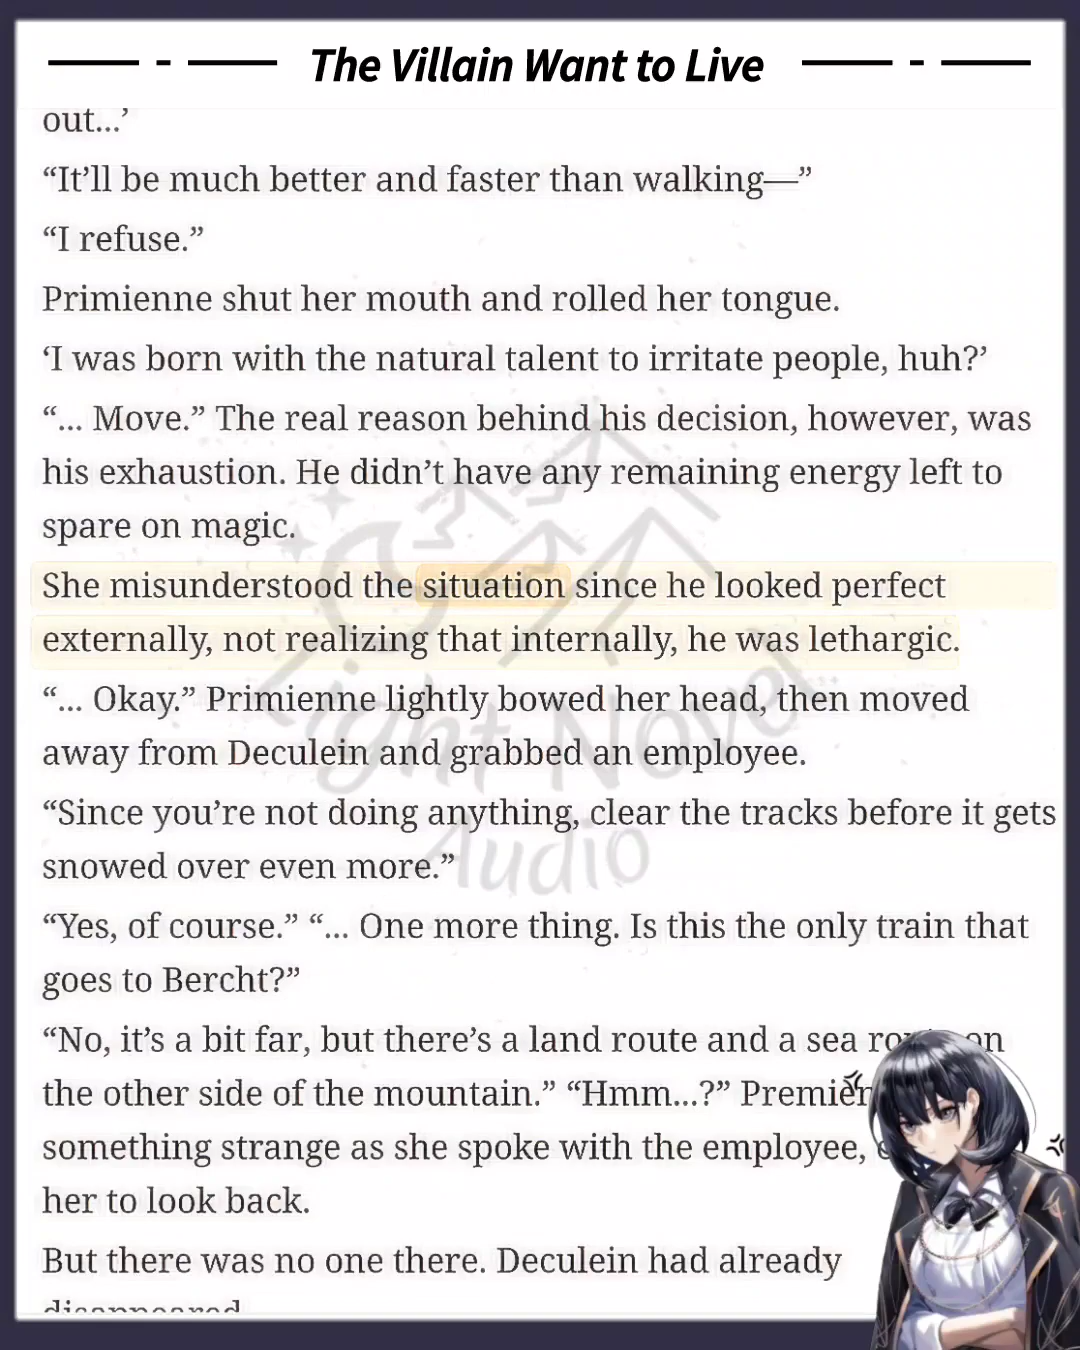 The Villain Want to Live
out...’
“It’ll be much better and faster than walking—”
“I refuse.”
Primienne shut her mouth and rolled her tongue.
‘I was born with the natural talent to irritate people, huh?’
“... Move.” The real reason behind his decision, however, was
his exhaustion. He didn’t have any remaining energy left to
spare on magic.
She misunderstood the situation since he looked perfect
externally, not realizing that internally, he was lethargic.
“... Okay.” Primienne lightly bowed her head, then moved
away from Deculein and grabbed an employee.
“Since you’re not doing anything, clear the tracks before it gets
snowed over even more.”
“Yes, of course.” “... One more thing. Is this the only train that
goes to Bercht?”
“No, it’s a bit far, but there’s a land route and a sea on
the other side of the mountain.” “Hmm...?”
something strange as she spoke with the employee,
her to look back.
But there was no one there. Deculein had already
disappeared
Light Novel
Audio